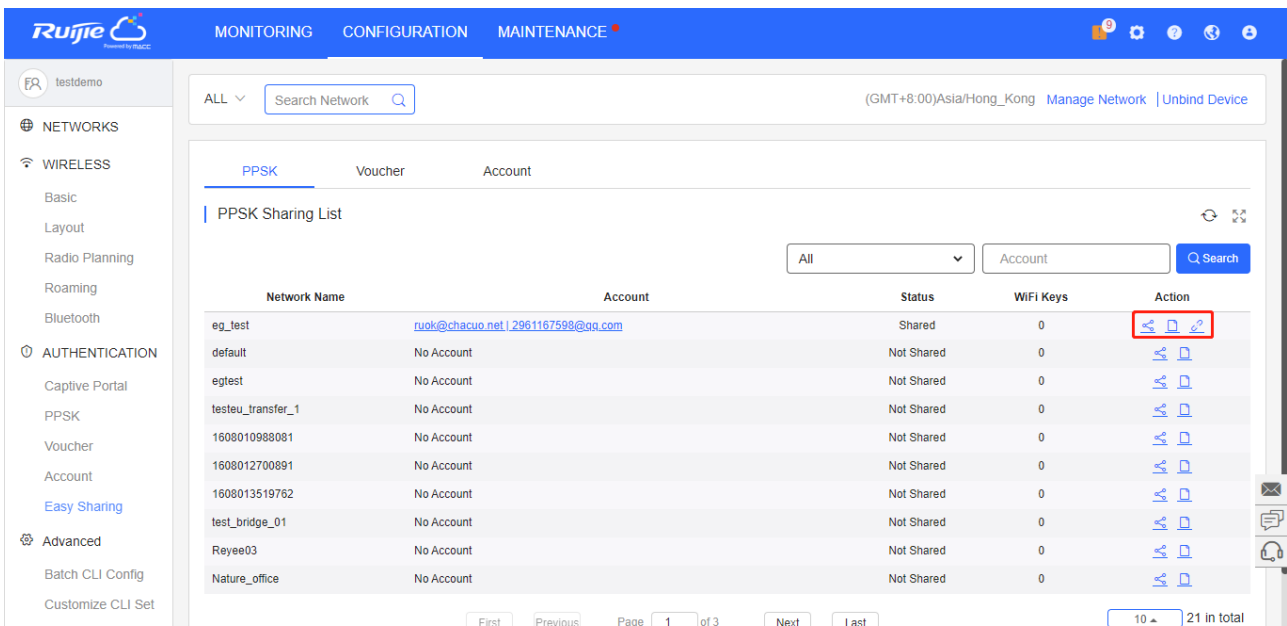 Ruijie MONITORING CONFIGURATION MAINTENANCE 9
Powered by MACC
testdemo
ALL Search Network (GMT+8:00)Asia/Hong_Kong Manage Network | Unbind Device
NETWORKS
WIRELESS
Basic
Layout
Radio Planning
Roaming
Bluetooth
AUTHENTICATION
Captive Portal
PPSK
Voucher
Account
Easy Sharing
Advanced
Batch CLI Config
Customize CLI Set
PPSK Voucher Account
PPSK Sharing List
All Account Search
Network Name Account Status WiFi Keys Action
eg_test ruok@chacuo.net | 2961167598@qq.com Shared 0
default No Account Not Shared 0
egtest No Account Not Shared 0
testeu_transfer_1 No Account Not Shared 0
1608010988081 No Account Not Shared 0
1608012700891 No Account Not Shared 0
1608013519762 No Account Not Shared 0
test_bridge_01 No Account Not Shared 0
Reyee03 No Account Not Shared 0
Nature_office No Account Not Shared 0
First Previous Page 1 of 3 Next Last 10 21 in total